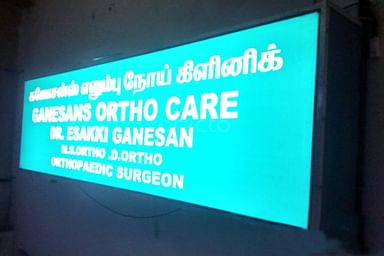 கணேசன்ஸ் எலும்பு நோய் கிளினிக்
GANESANS ORTHO CARE
DR. ESAKKI GANESAN
M.S.ORTHO .D.ORTHO
ORTHOPAEDIC SURGEON